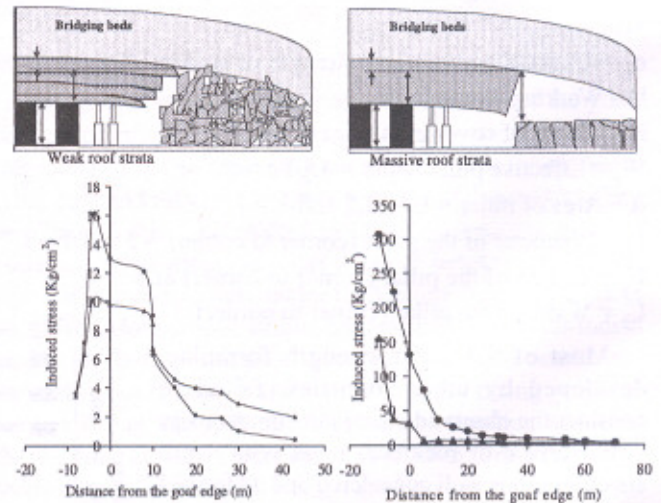 Bridging beds
Weak roof strata
18
16
14
12
10
8
6
4
2
0
Induced stress (Kg/cm²)
-20 -10 0 10 20 30 40 50
Distance from the goaf edge (m)
Bridging beds
Massive roof strata
350
300
250
200
150
100
50
0
Induced stress (Kg/cm²)
-20 0 20 40 60 80
Distance from the goaf edge (m)